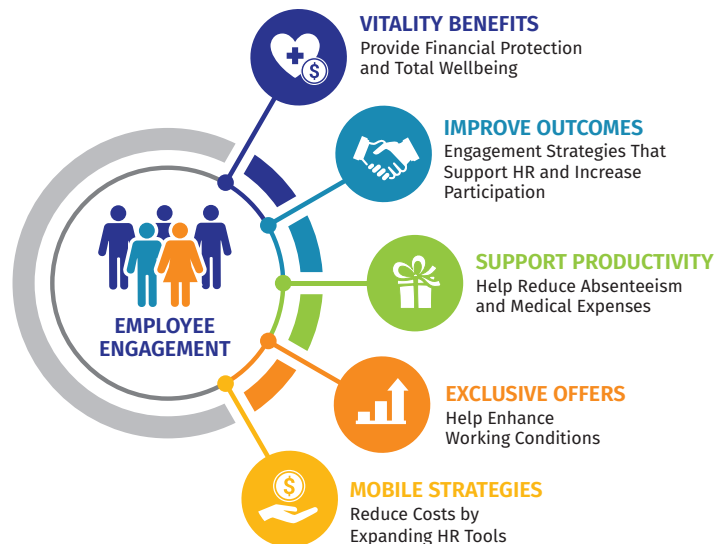 VITALITY BENEFITS
Provide Financial Protection
and Total Wellbeing
$
IMPROVE OUTCOMES
Engagement Strategies That
Support HR and Increase
Participation
SUPPORT PRODUCTIVITY
Help Reduce Absenteeism
and Medical Expenses
EMPLOYEE
ENGAGEMENT
EXCLUSIVE OFFERS
Help Enhance
Working Conditions
$
MOBILE STRATEGIES
Reduce Costs by
Expanding HR Tools